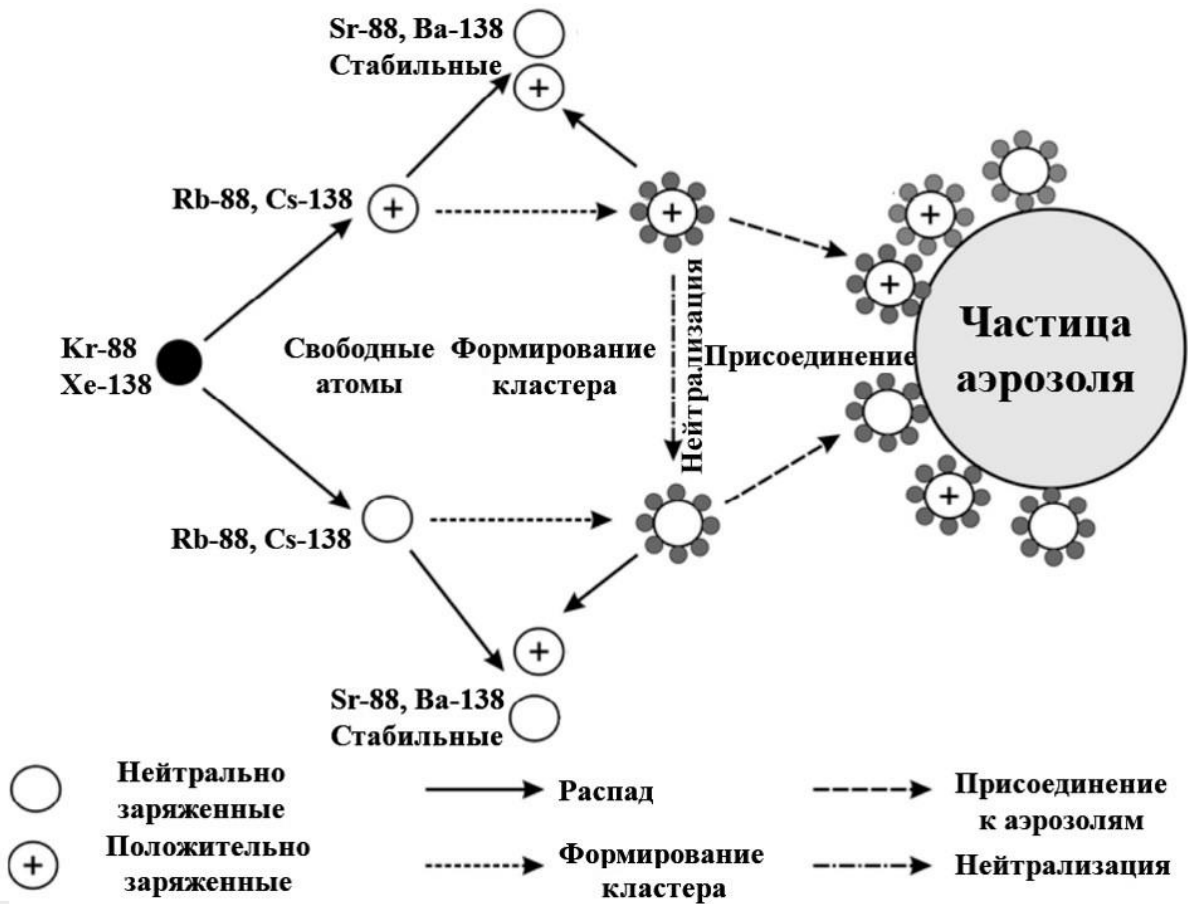 Sr-88, Ba-138
Стабильные
+
Rb-88, Cs-138
+
+
+
+
Kr-88
Xe-138
Свободные
атомы
Формирование
кластера
Нейтрализация
Присоединение
Частица
аэрозоля
Rb-88, Cs-138
+
+
Sr-88, Ba-138
Стабильные
Нейтрально
заряженные
Распад
Присоединение
к аэрозолям
+
Положительно
заряженные
Формирование
кластера
Нейтрализация